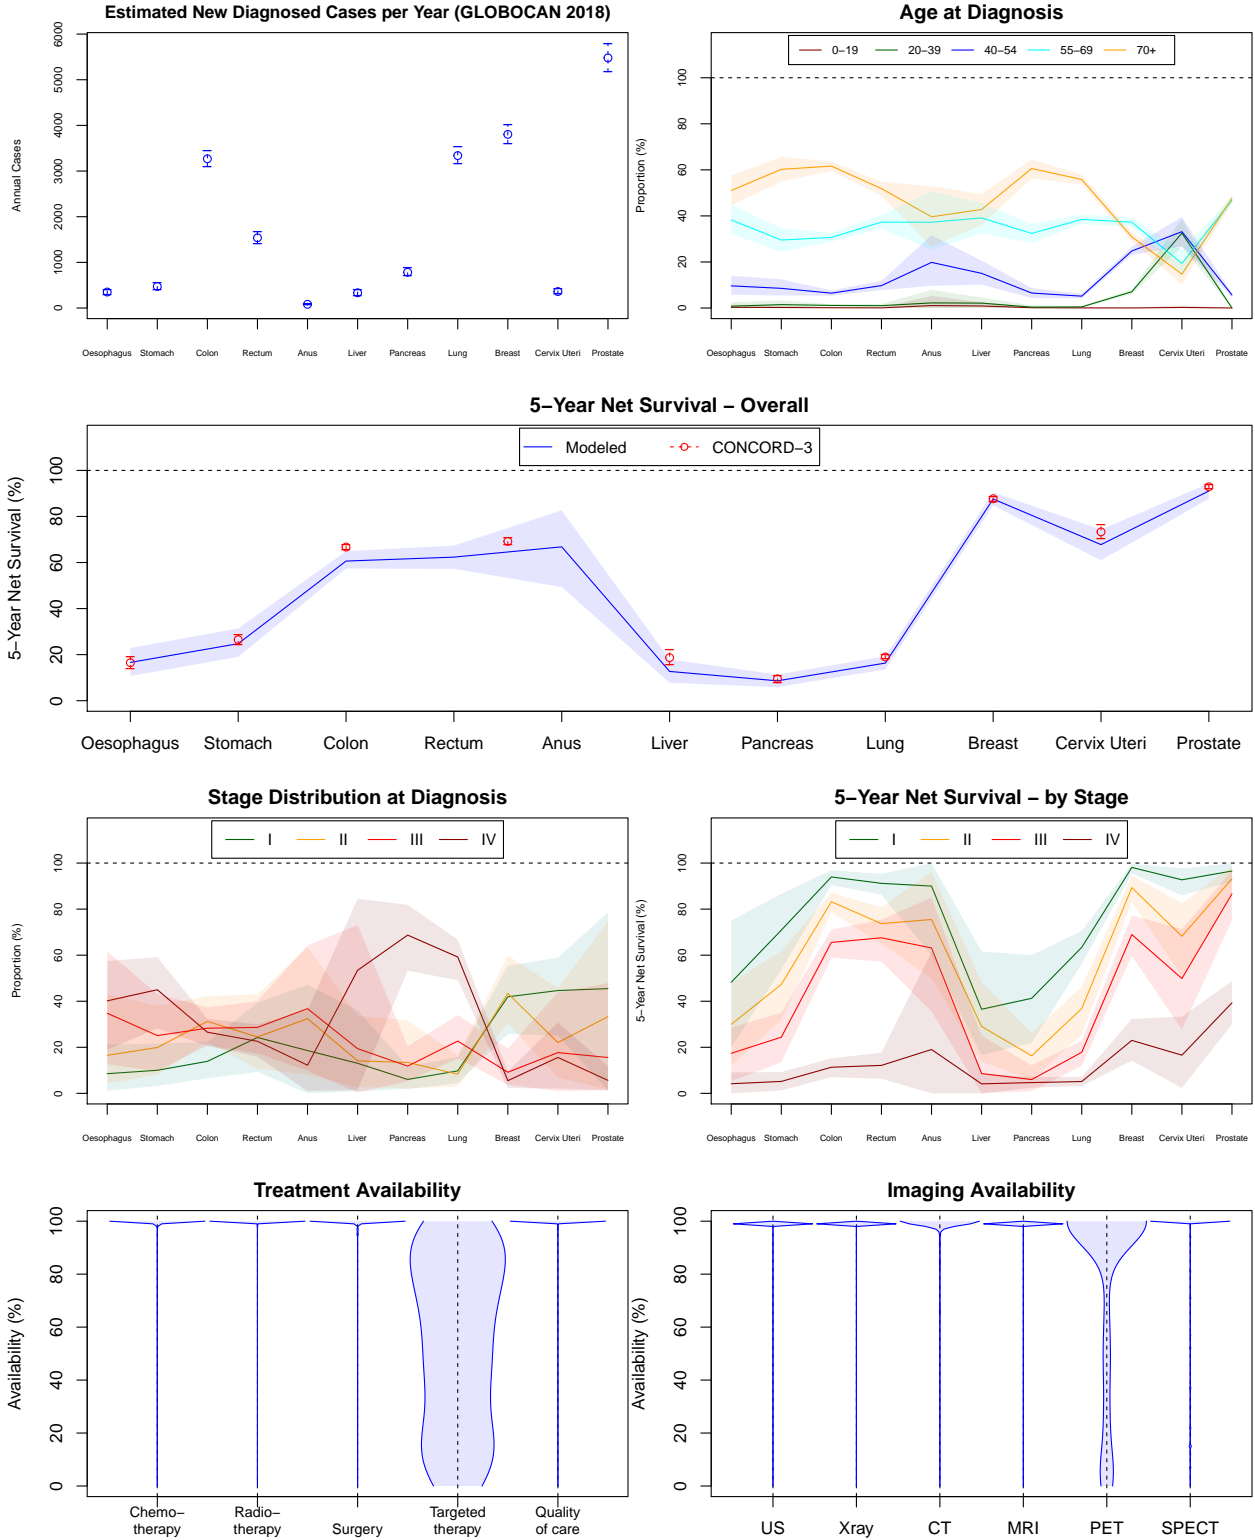 Estimated New Diagnosed Cases per Year (GLOBOCAN 2018)
Annual Cases
6000
5000
4000
3000
2000
1000
0
Oesophagus Stomach Colon Rectum Anus Liver Pancreas Lung Breast Cervix Uteri Prostate
Age at Diagnosis
0−19 20−39 40−54 55−69 70+
Proportion (%)
100
80
60
40
20
0
Oesophagus Stomach Colon Rectum Anus Liver Pancreas Lung Breast Cervix Uteri Prostate
5−Year Net Survival − Overall
Modeled CONCORD−3
5−Year Net Survival (%)
100
80
60
40
20
0
Oesophagus Stomach Colon Rectum Anus Liver Pancreas Lung Breast Cervix Uteri Prostate
Stage Distribution at Diagnosis
I II III IV
Proportion (%)
100
80
60
40
20
0
Oesophagus Stomach Colon Rectum Anus Liver Pancreas Lung Breast Cervix Uteri Prostate
5−Year Net Survival − by Stage
I II III IV
5−Year Net Survival (%)
100
80
60
40
20
0
Oesophagus Stomach Colon Rectum Anus Liver Pancreas Lung Breast Cervix Uteri Prostate
Treatment Availability
Availability (%)
100
80
60
40
20
0
Chemo− Radio− Targeted Quality
therapy therapy Surgery therapy of care
Imaging Availability
Availability (%)
100
80
60
40
20
0
US Xray CT MRI PET SPECT